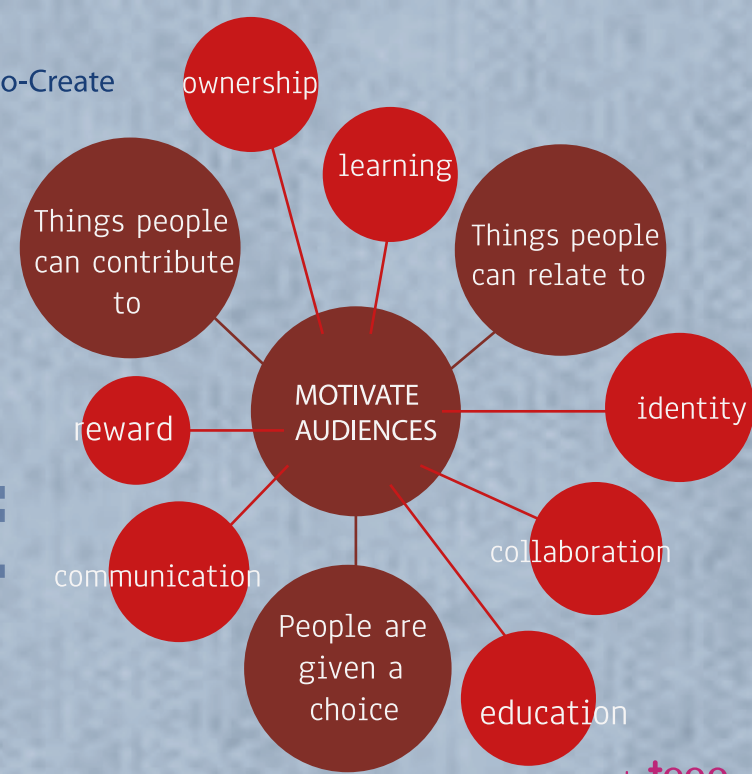 o-Create
ownership
learning
Things people
can contribute
to
Things people
can relate to
MOTIVATE
AUDIENCES
identity
reward
collaboration
communication
People are
given a
choice
education